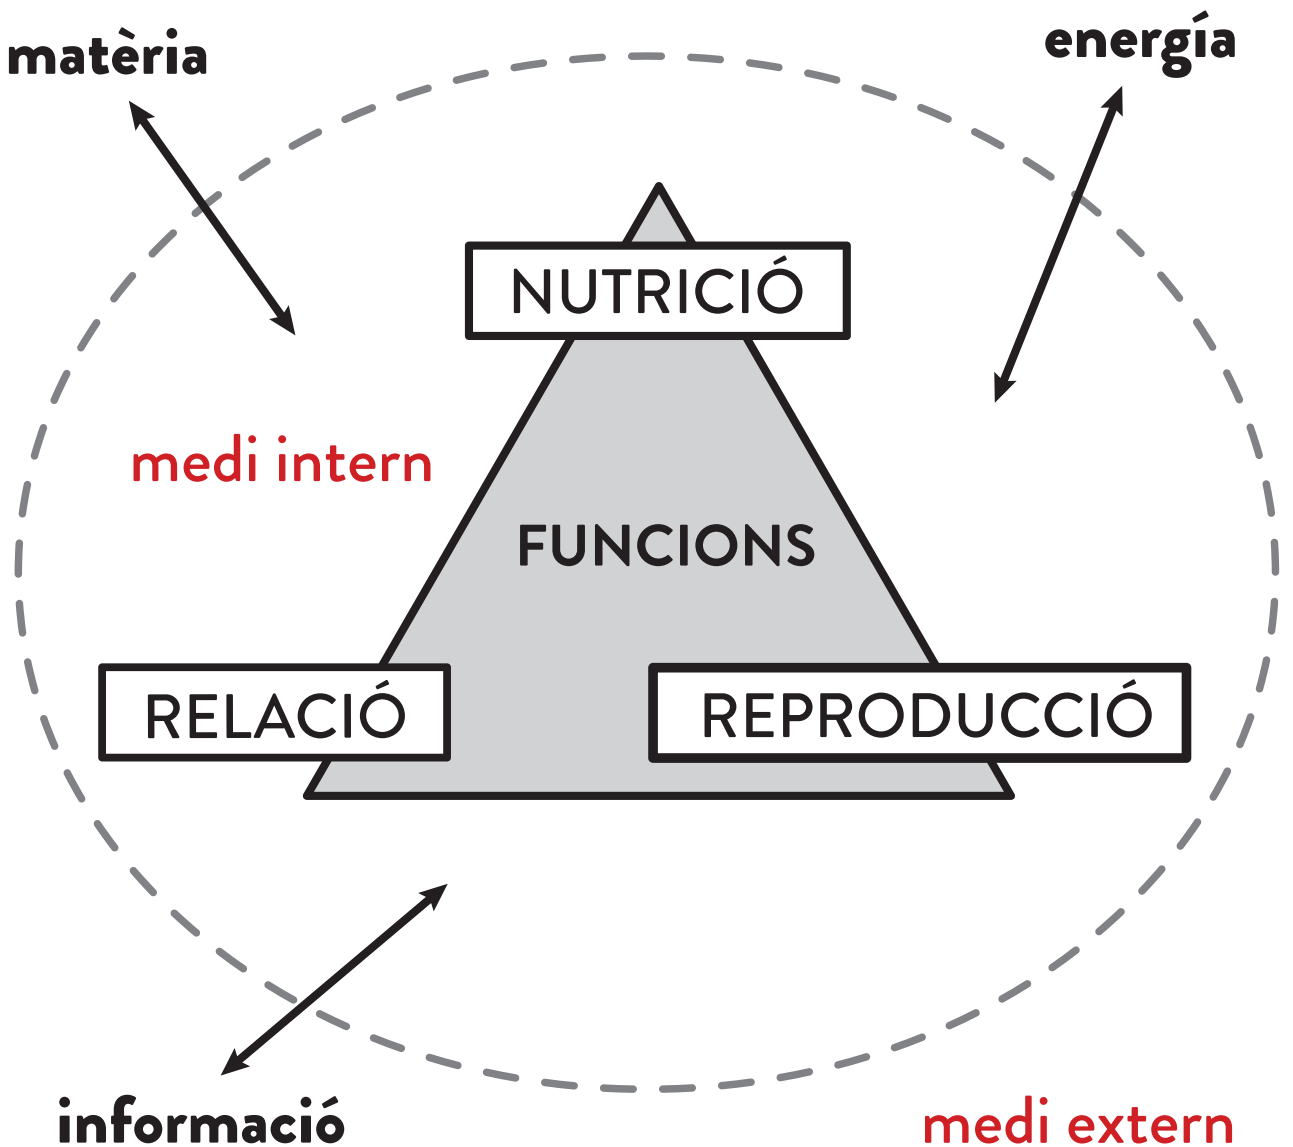 matèria
energía
NUTRICIÓ
medi intern
FUNCIONS
RELACIÓ
REPRODUCCIÓ
informació
medi extern